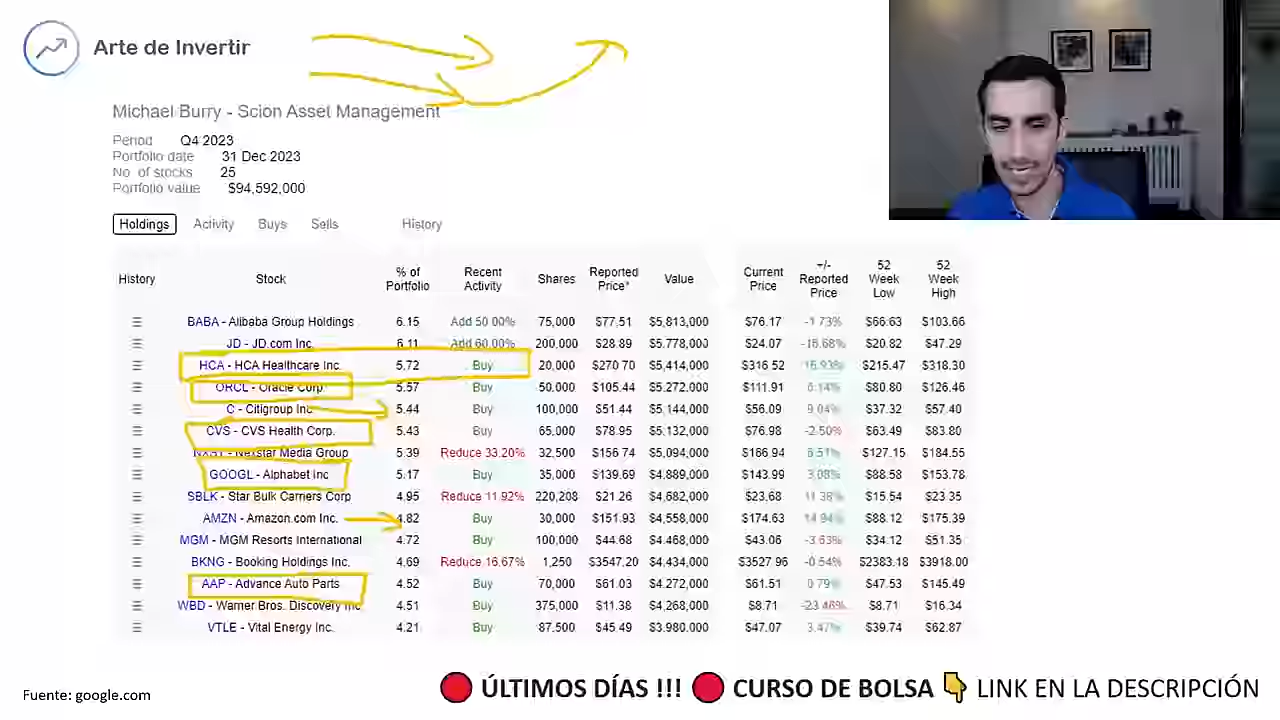 Arte de Invertir
Michael Burry - Scion Asset Management
Period Q4 2023
Portfolio date 31 Dec 2023
No. of stocks 25
Portfolio value $94,592,000
Holdings Activity Buys Sells History
History Stock % of Portfolio Recent Activity Shares Reported Price* Value Current Price +/- Reported Price 52 Week Low 52 Week High
☰ BABA - Alibaba Group Holdings 6.15 Add 50.00% 75,000 $77.51 $5,813,000 $76.17 -1.73% $66.63 $103.66
☰ JD - JD.com Inc. 6.11 Add 60.00% 200,000 $28.89 $5,778,000 $24.07 -16.68% $20.82 $47.29
☰ HCA - HCA Healthcare Inc. 5.72 Buy 20,000 $270.70 $5,414,000 $316.52 16.93% $215.47 $318.30
☰ ORCL - Oracle Corp. 5.57 Buy 50,000 $105.44 $5,272,000 $111.91 6.14% $80.80 $126.46
☰ C - Citigroup Inc. 5.44 Buy 100,000 $51.44 $5,144,000 $56.09 9.04% $37.32 $57.40
☰ CVS - CVS Health Corp. 5.43 Buy 65,000 $78.95 $5,132,000 $76.98 -2.50% $63.49 $83.80
☰ NXST - Nexstar Media Group 5.39 Reduce 33.20% 32,500 $156.74 $5,094,000 $166.94 6.51% $127.15 $184.55
☰ GOOGL - Alphabet Inc. 5.17 Buy 35,000 $139.69 $4,889,000 $143.99 3.08% $88.58 $153.78
☰ SBLK - Star Bulk Carriers Corp 4.95 Reduce 11.92% 220,208 $21.26 $4,682,000 $23.68 11.38% $15.54 $23.35
☰ AMZN - Amazon.com Inc. 4.82 Buy 30,000 $151.93 $4,558,000 $174.63 14.94% $88.12 $175.39
☰ MGM - MGM Resorts International 4.72 Buy 100,000 $44.68 $4,468,000 $43.06 -3.63% $34.12 $51.35
☰ BKNG - Booking Holdings Inc. 4.69 Reduce 16.67% 1,250 $3547.20 $4,434,000 $3527.96 -0.54% $2383.18 $3918.00
☰ AAP - Advance Auto Parts 4.52 Buy 70,000 $61.03 $4,272,000 $61.51 0.79% $47.53 $145.49
☰ WBD - Warner Bros. Discovery Inc 4.51 Buy 375,000 $11.38 $4,268,000 $8.71 -23.46% $8.71 $16.34
☰ VTLE - Vital Energy Inc. 4.21 Buy 87,500 $45.49 $3,980,000 $47.07 3.47% $39.74 $62.87
Fuente: google.com
🔴 ÚLTIMOS DÍAS !!! 🔴 CURSO DE BOLSA 👇 LINK EN LA DESCRIPCIÓN